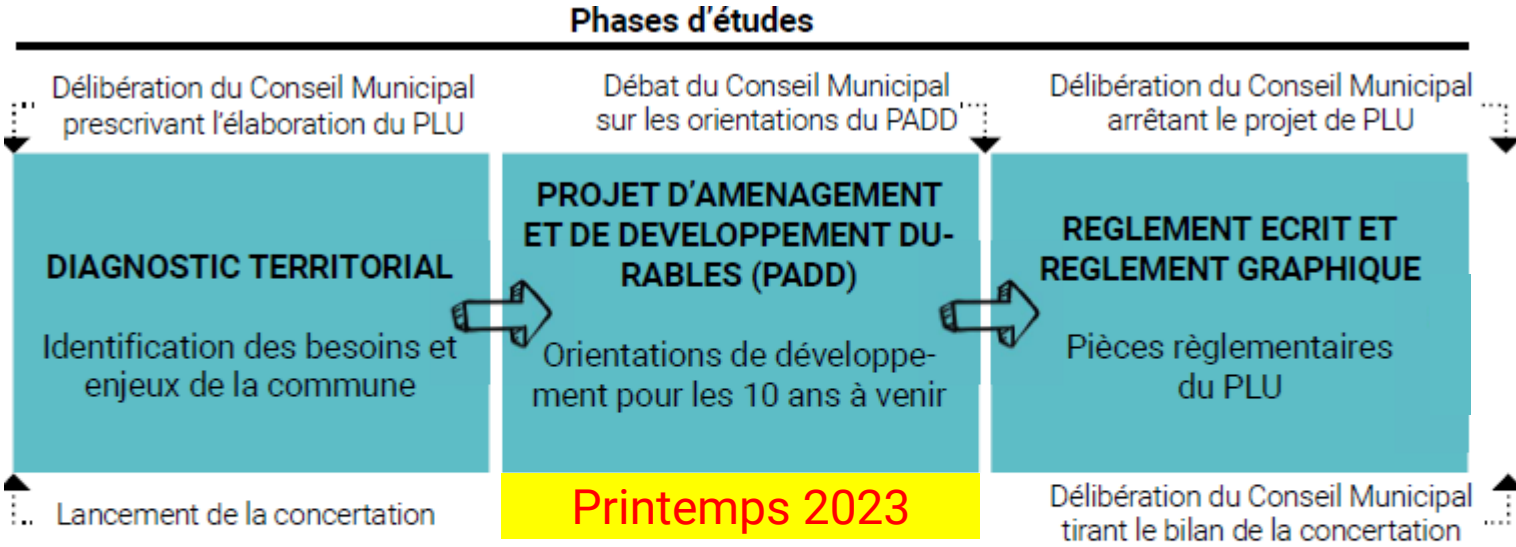 Phases d'études
Délibération du Conseil Municipal
prescrivant l'élaboration du PLU
Débat du Conseil Municipal
sur les orientations du PADD
Délibération du Conseil Municipal
arrêtant le projet de PLU
DIAGNOSTIC TERRITORIAL
Identification des besoins et
enjeux de la commune
PROJET D'AMENAGEMENT
ET DE DEVELOPPEMENT DU-
RABLES (PADD)
Orientations de développe-
ment pour les 10 ans à venir
REGLEMENT ECRIT ET
REGLEMENT GRAPHIQUE
Pièces règlementaires
du PLU
Lancement de la concertation
Printemps 2023
Délibération du Conseil Municipal
tirant le bilan de la concertation